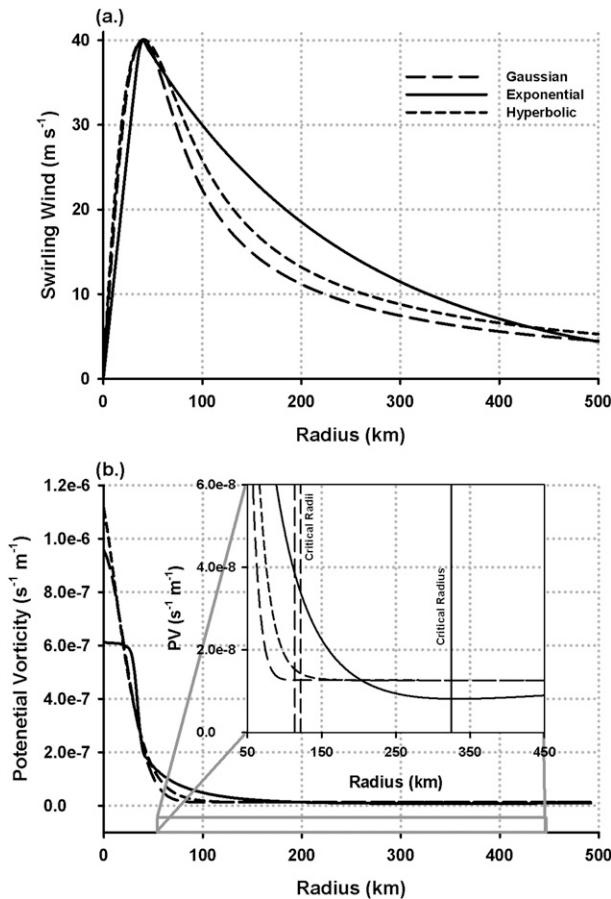 (a.)
40
30
20
10
0
Swirling Wind (m s-1)
Gaussian
Exponential
Hyperbolic
0 100 200 300 400 500
Radius (km)
(b.)
1.2e-6
1.0e-6
8.0e-7
6.0e-7
4.0e-7
2.0e-7
0.0
Potenetial Vorticity (s-1 m-1)
6.0e-8
4.0e-8
2.0e-8
0.0
PV (s-1 m-1)
Critical Radii
Critical Radius
50 150 250 350 450
Radius (km)
0 100 200 300 400 500
Radius (km)